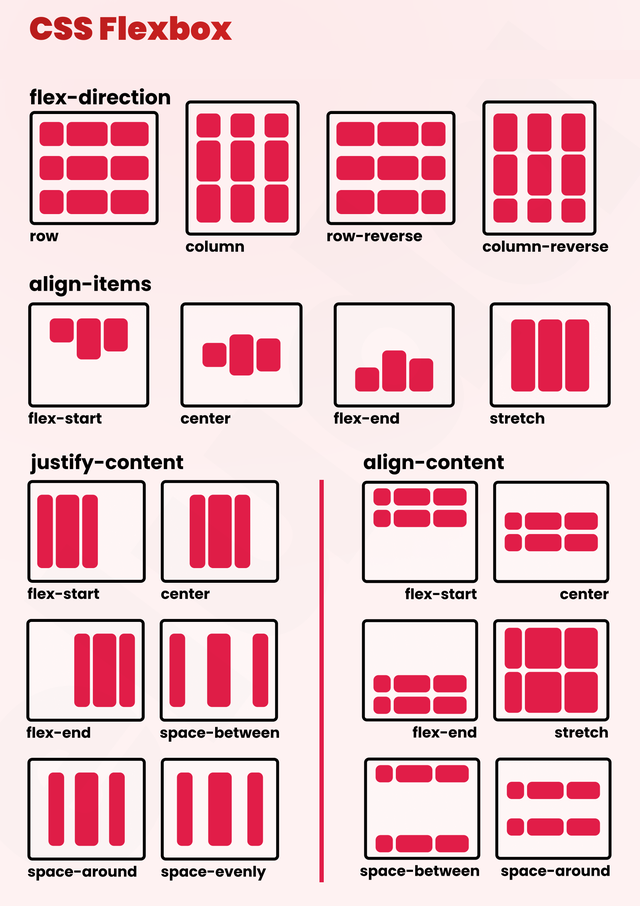 CSS Flexbox
flex-direction
row
column
row-reverse
column-reverse
align-items
flex-start
center
flex-end
stretch
justify-content
flex-start
center
flex-end
space-between
space-around
space-evenly
align-content
flex-start
center
flex-end
stretch
space-between
space-around